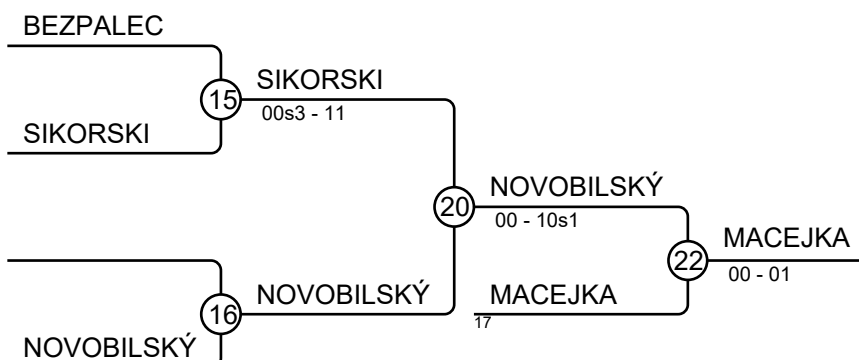 BEZPALEC
15
SIKORSKI
00s3 - 11
SIKORSKI
20
NOVOBILSKÝ
00 - 10s1
22
MACEJKA
00 - 01
16
NOVOBILSKÝ
MACEJKA
17
NOVOBILSKÝ